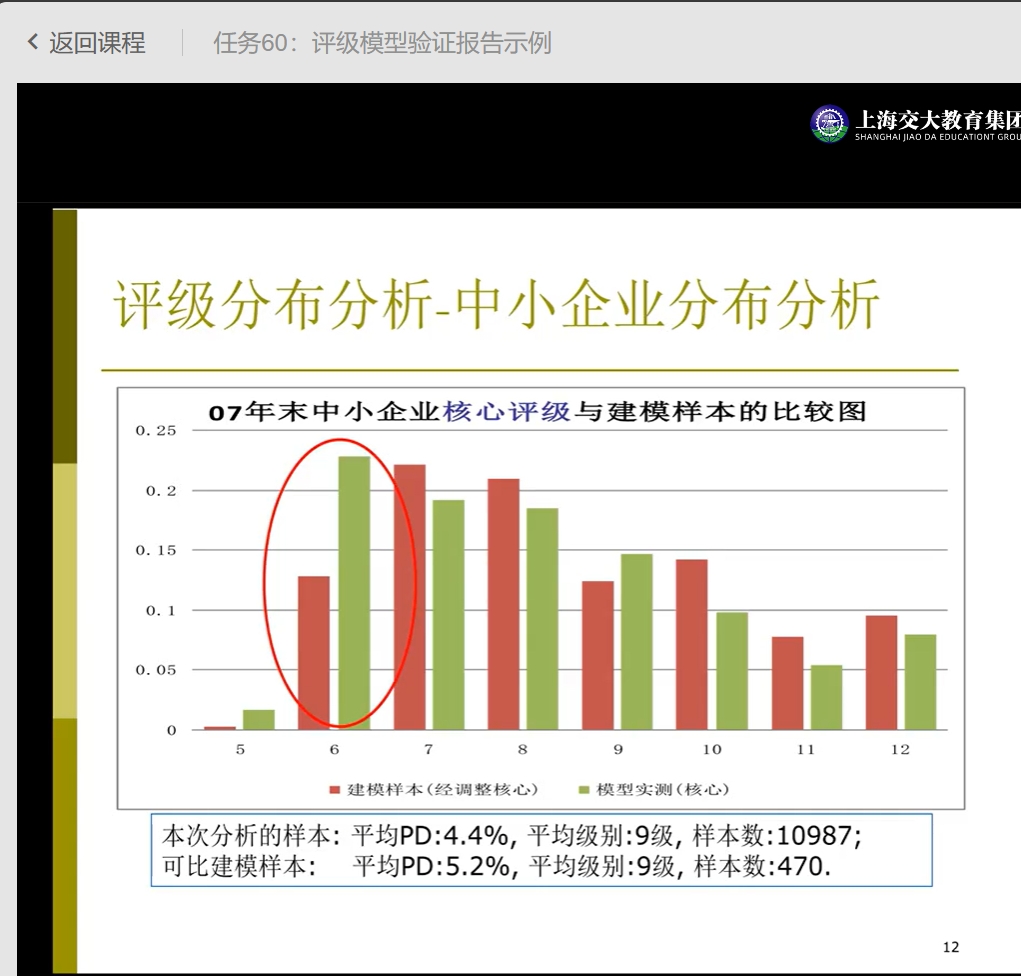 返回课程
任务60：评级模型验证报告示例
上海交大教育集团
SHANGHAI JIAO DA EDUCATIONT GROU
评级分布分析-中小企业分布分析
07年末中小企业核心评级与建模样本的比较图
0.25
0.2
0.15
0.1
0.05
0
5 6 7 8 9 10 11 12
建模样本(经调整核心) 模型实测(核心)
本次分析的样本: 平均PD:4.4%, 平均级别:9级, 样本数:10987;
可比建模样本: 平均PD:5.2%, 平均级别:9级, 样本数:470.
12